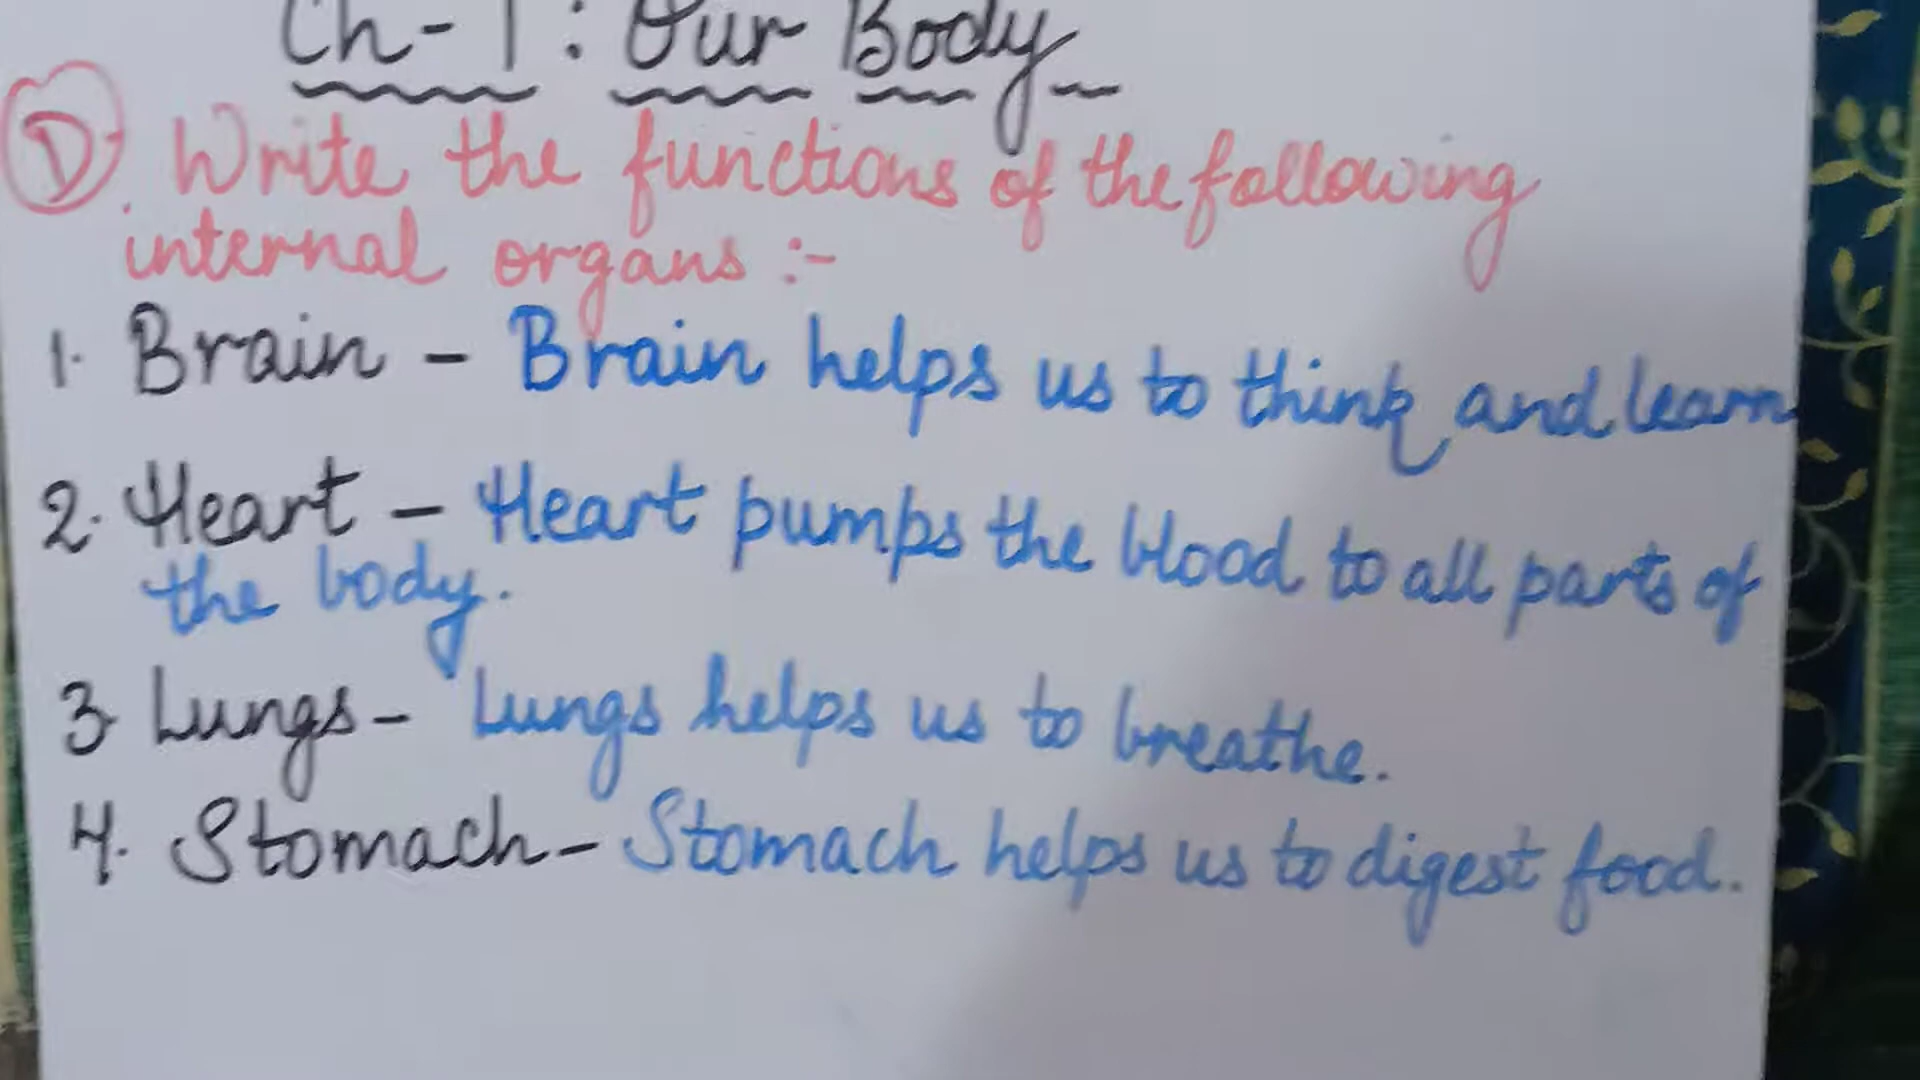 Ch-1: Our Body
D. Write the functions of the following
internal organs :-
1. Brain - Brain helps us to think and learn
2. Heart - Heart pumps the blood to all parts of
the body.
3. Lungs - Lungs helps us to breathe.
4. Stomach - Stomach helps us to digest food.